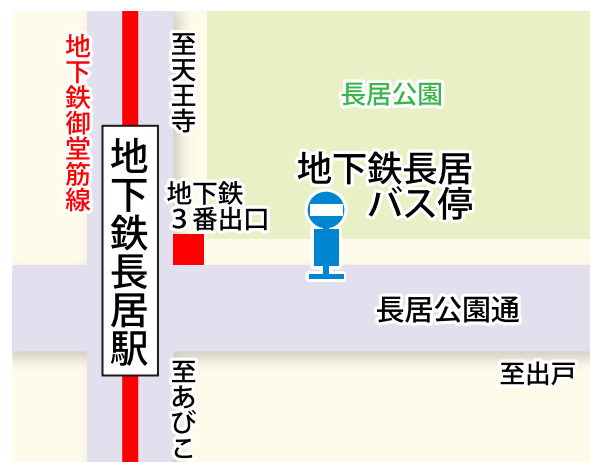 地下鉄御堂筋線
至天王寺
長居公園
地下鉄長居駅
地下鉄
３番出口
地下鉄長居
バス停
長居公園通
至あびこ
至出戸